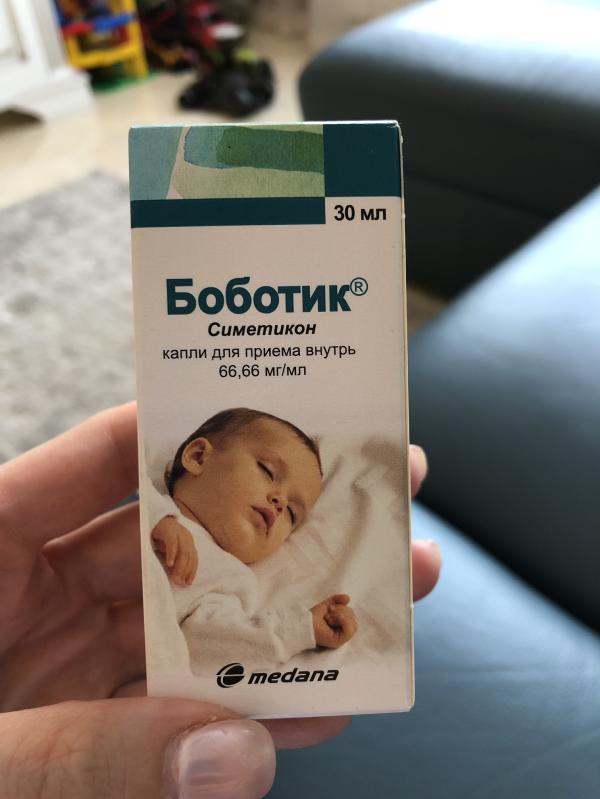 30 мл
Боботик®
Симетикон
капли для приема внутрь
66,66 мг/мл
medana